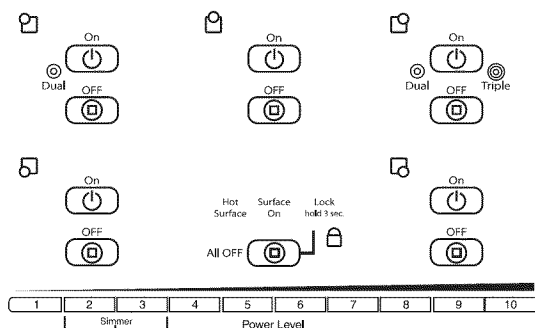 On On On
Dual Dual Triple
OFF OFF OFF
On On
Hot Surface Lock
Surface On hold 3 sec.
OFF OFF
All OFF
1 2 3 4 5 6 7 8 9 10
Simmer Power Level